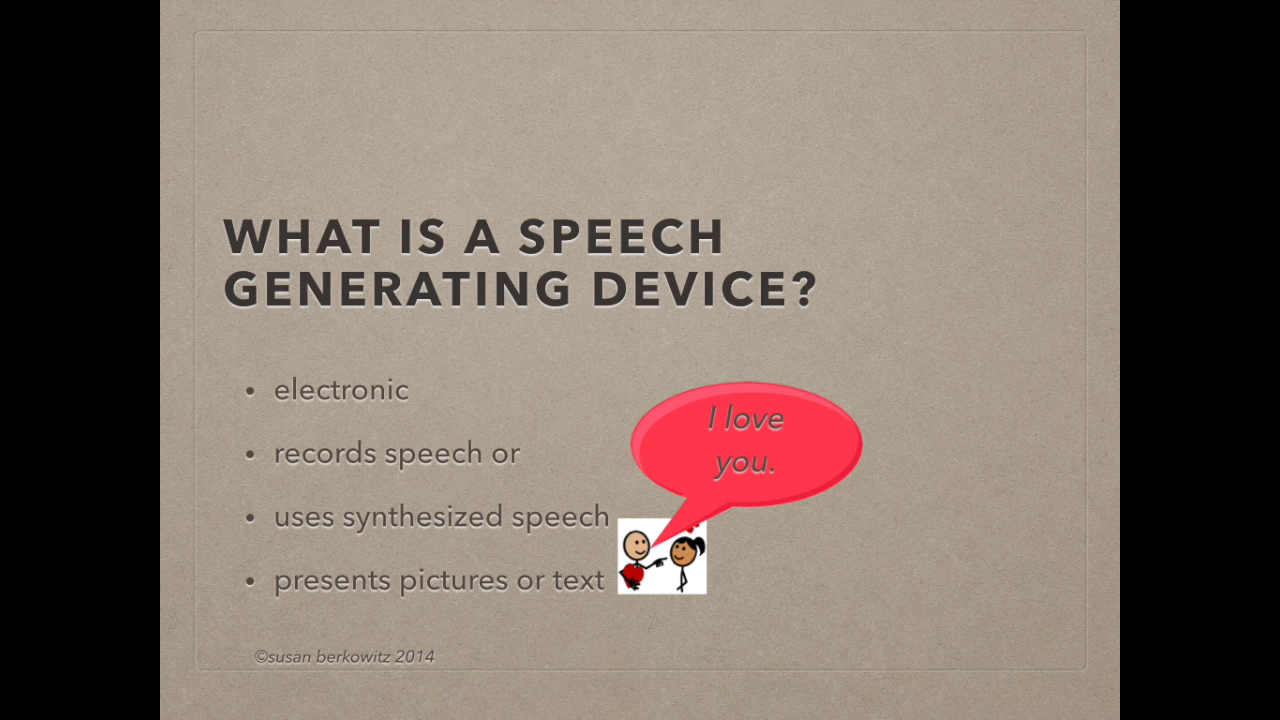 WHAT IS A SPEECH
GENERATING DEVICE?
• electronic
• records speech or
• uses synthesized speech
• presents pictures or text
I love
you.
©susan berkowitz 2014